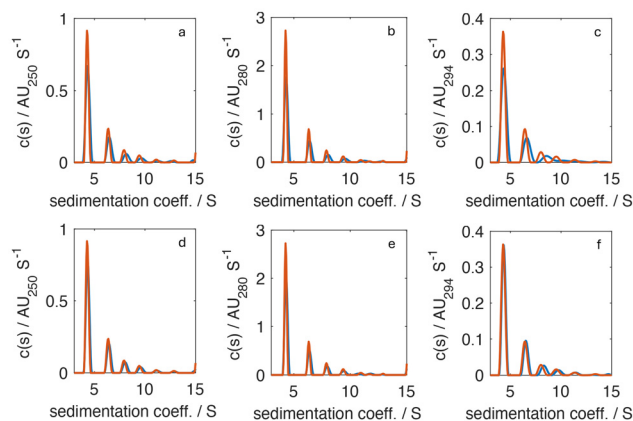 a
c(s) / AU250 S-1
1
0.5
0
5
10
15
sedimentation coeff. / S
b
c(s) / AU280 S-1
3
2
1
0
5
10
15
sedimentation coeff. / S
c
c(s) / AU294 S-1
0.4
0.3
0.2
0.1
0
5
10
15
sedimentation coeff. / S
d
c(s) / AU250 S-1
1
0.5
0
5
10
15
sedimentation coeff. / S
e
c(s) / AU280 S-1
3
2
1
0
5
10
15
sedimentation coeff. / S
f
c(s) / AU294 S-1
0.4
0.3
0.2
0.1
0
5
10
15
sedimentation coeff. / S